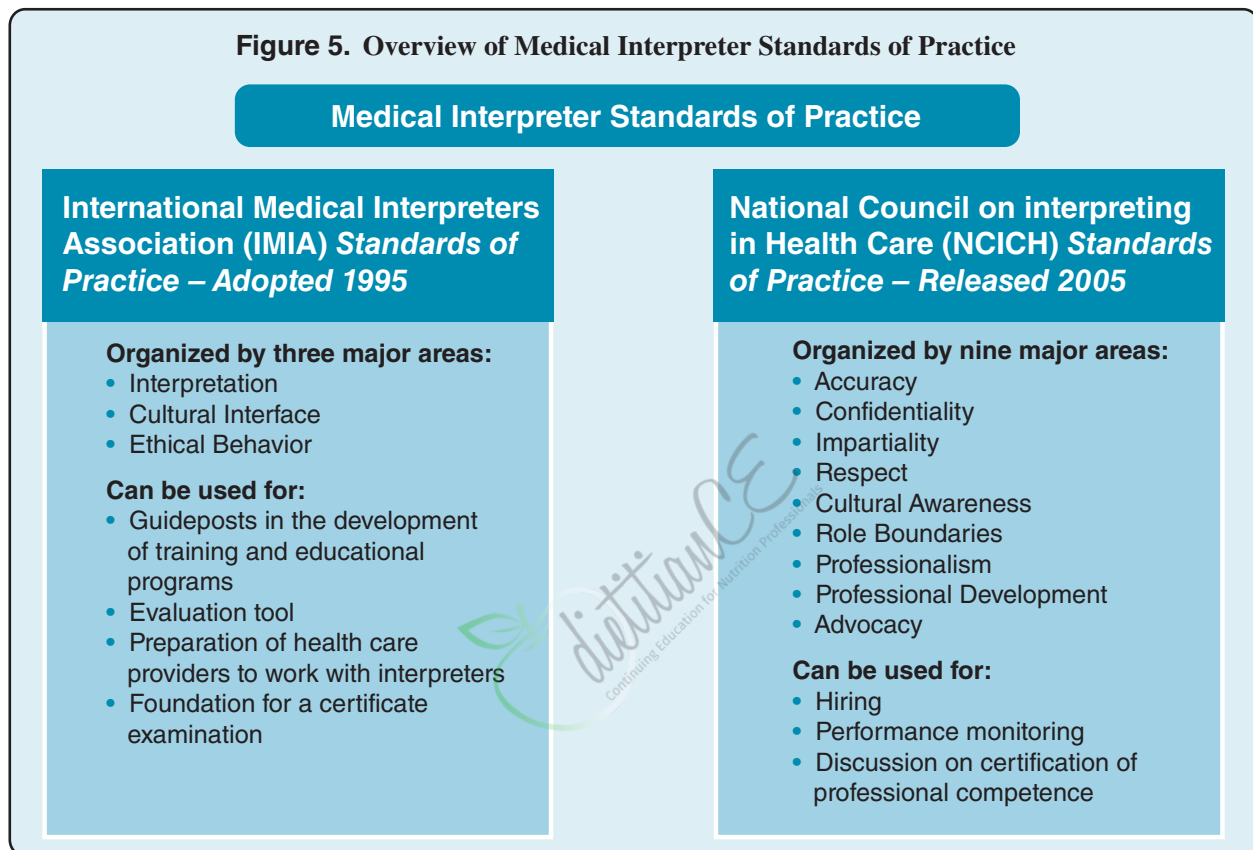 Figure 5. Overview of Medical Interpreter Standards of Practice
Medical Interpreter Standards of Practice
International Medical Interpreters
Association (IMIA) Standards of
Practice – Adopted 1995
Organized by three major areas:
• Interpretation
• Cultural Interface
• Ethical Behavior
Can be used for:
• Guideposts in the development
of training and educational
programs
• Evaluation tool
• Preparation of health care
providers to work with interpreters
• Foundation for a certificate
examination
National Council on interpreting
in Health Care (NCICH) Standards
of Practice – Released 2005
Organized by nine major areas:
• Accuracy
• Confidentiality
• Impartiality
• Respect
• Cultural Awareness
• Role Boundaries
• Professionalism
• Professional Development
• Advocacy
Can be used for:
• Hiring
• Performance monitoring
• Discussion on certification of
professional competence
dietitianCE
Continuing Education for Nutrition Professionals